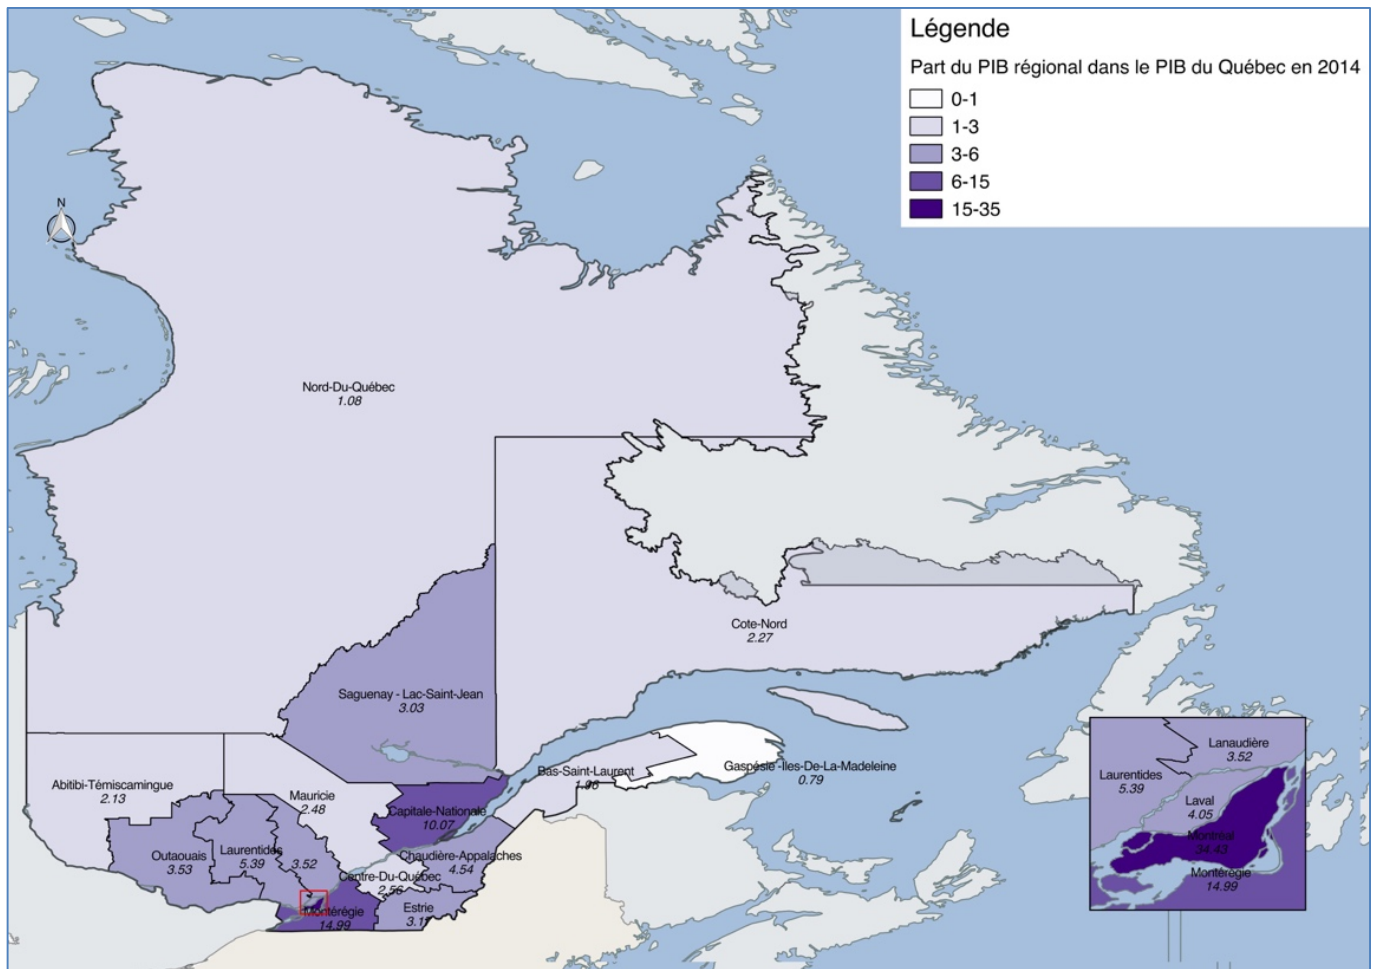 Légende
Part du PIB régional dans le PIB du Québec en 2014
0-1
1-3
3-6
6-15
15-35
N
Nord-Du-Québec
1.08
Cote-Nord
2.27
Saguenay - Lac-Saint-Jean
3.03
Abitibi-Témiscamingue
2.13
Mauricie
2.48
Bas-Saint-Laurent
1.96
Gaspésie -Iles-De-La-Madeleine
0.79
Capitale-Nationale
10.07
Outaouais
3.53
Laurentides
5.39
3.52
Chaudière-Appalaches
4.54
Centre-Du-Québec
2.56
Estrie
Montérégie
14.99
Lanaudière
3.52
Laurentides
5.39
Laval
4.05
Montréal
34.43
Montérégie
14.99